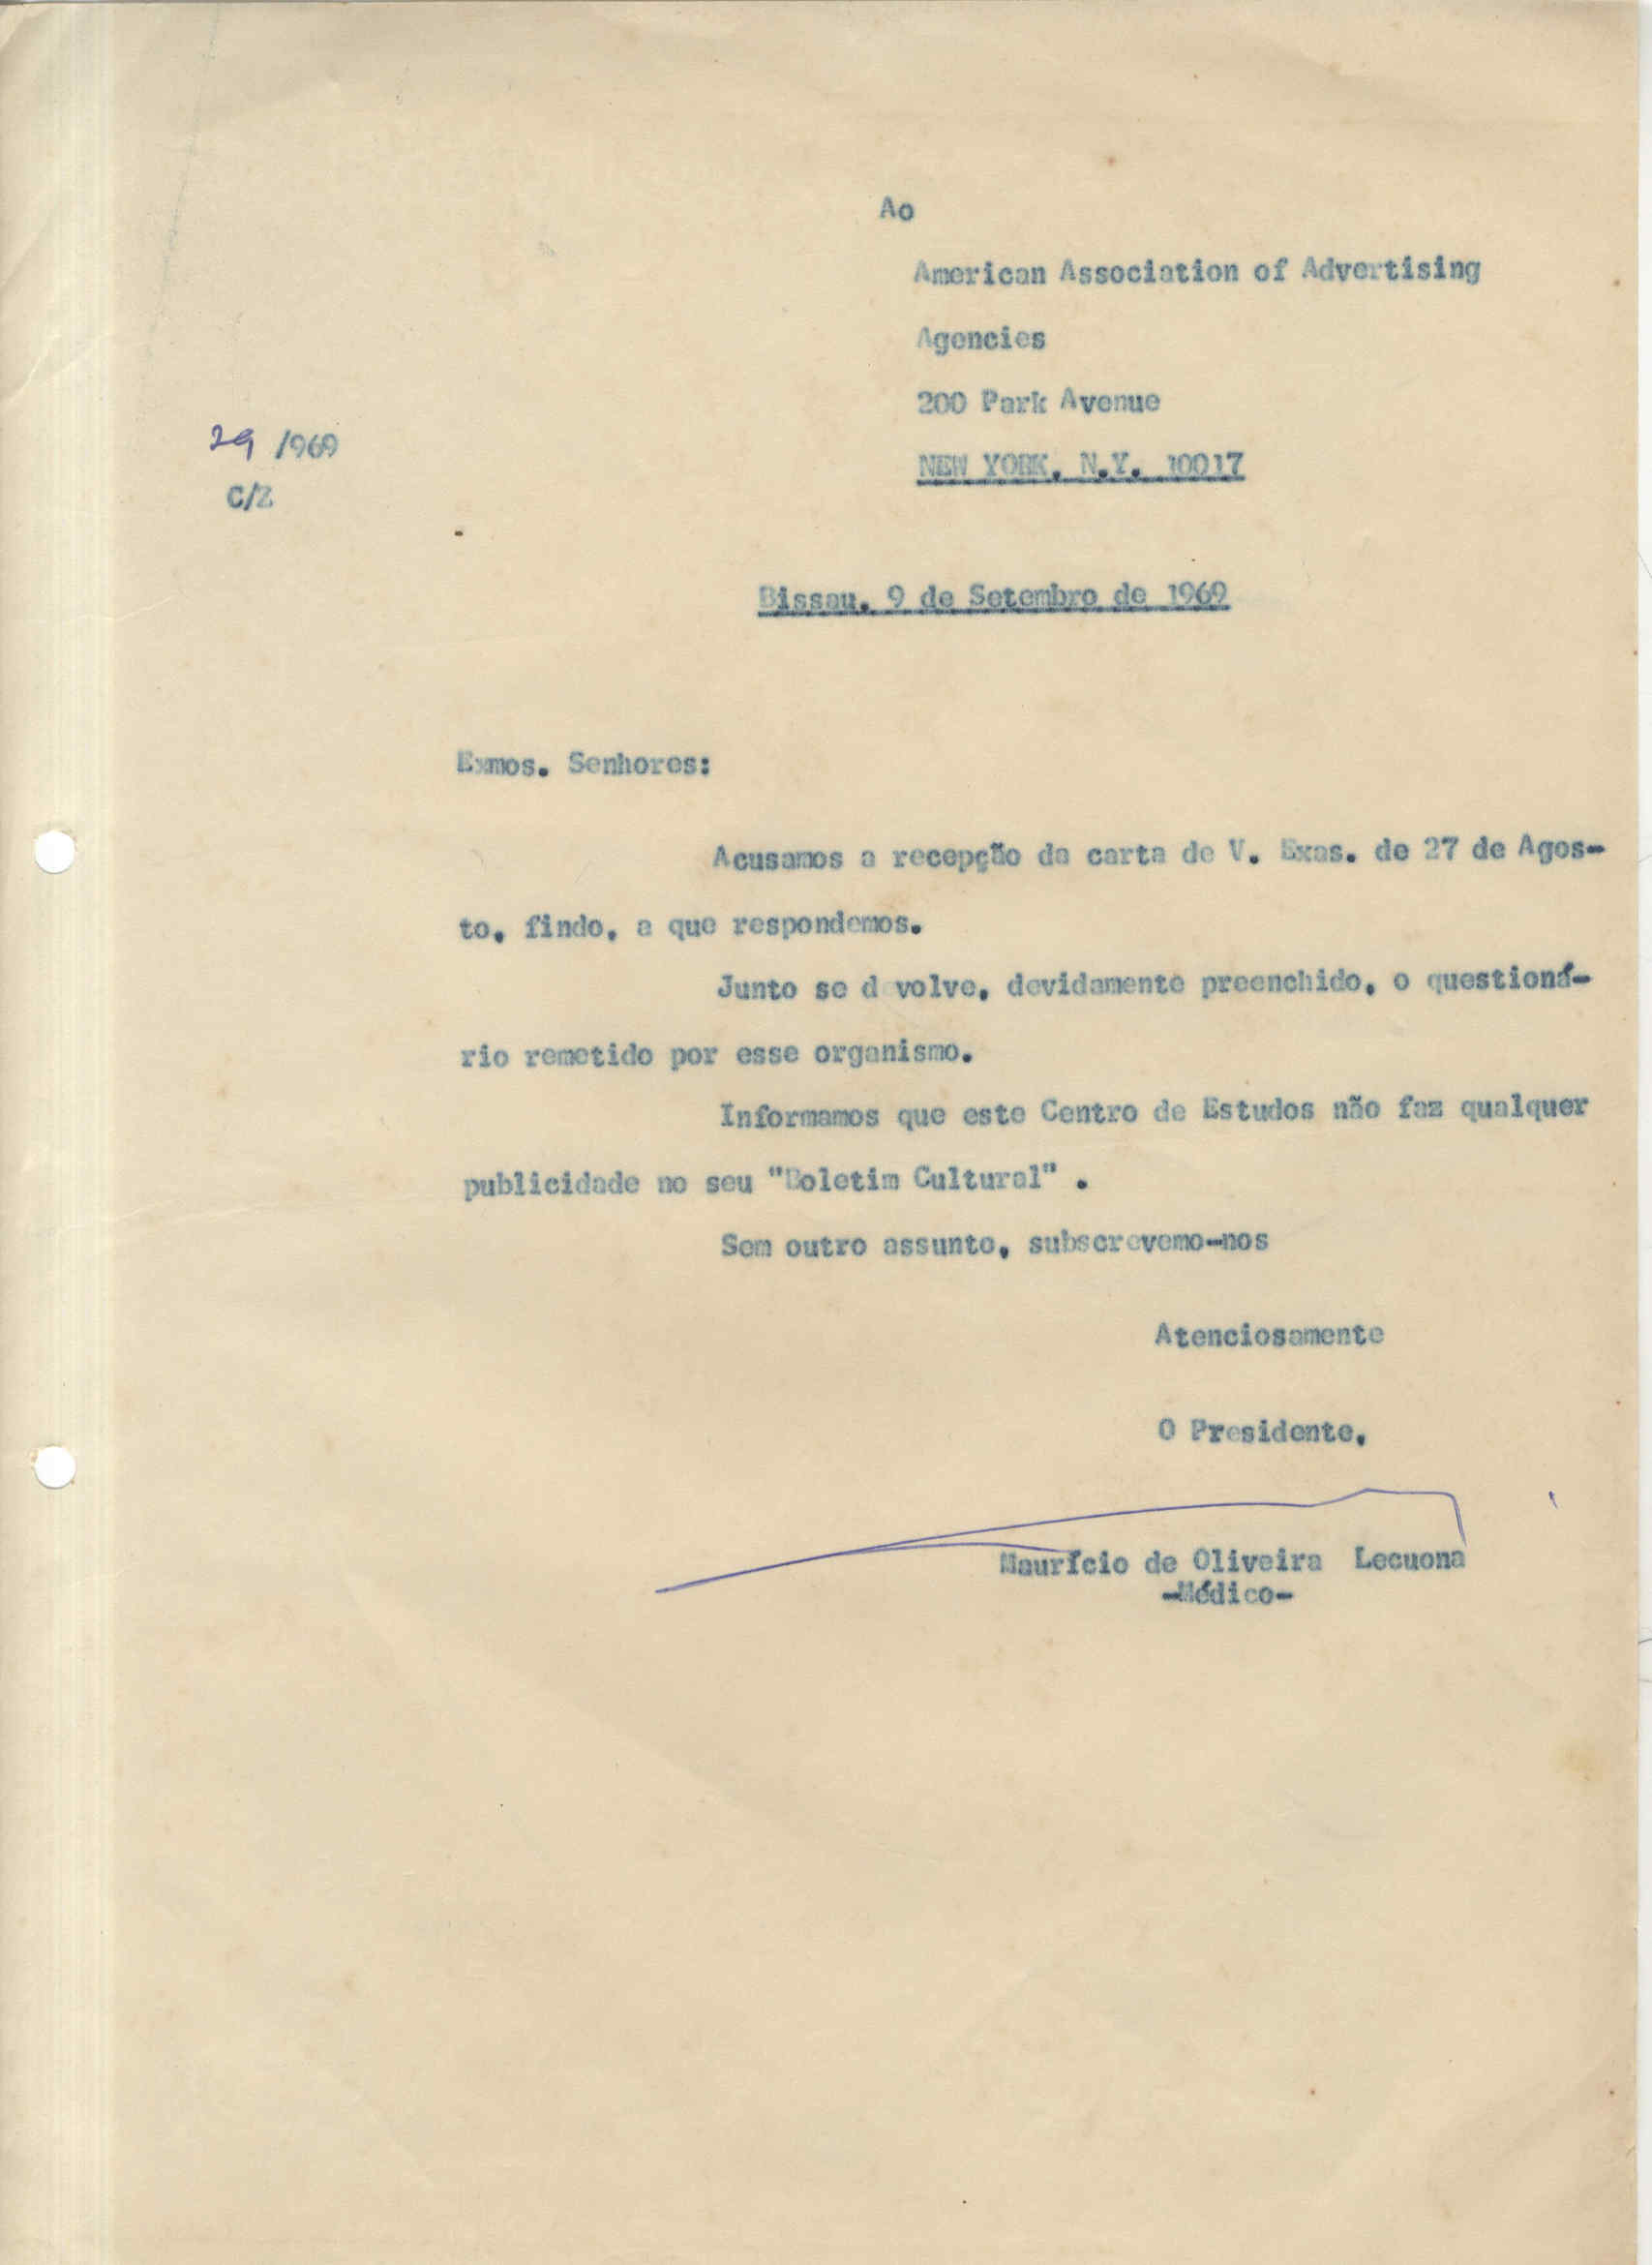 Ao
American Association of Advertising
Agencies
200 Park Avenue
29 /969
NEW YORK, N.Y. 10017
C/Z
Bissau, 9 de Setembro de 1969
Exmos. Senhores:
Acusamos a recepção da carta de V. Exas. de 27 de Agos-
to, findo, a que respondemos.
Junto se d volve, devidamente preenchido, o questioná-
rio remetido por esse organismo.
Informamos que este Centro de Estudos não faz qualquer
publicidade no seu "Boletim Cultural" .
Sem outro assunto, subscrevemo-nos
Atenciosamente
O Presidente,
Maurício de Oliveira Lecuona
-Médico-